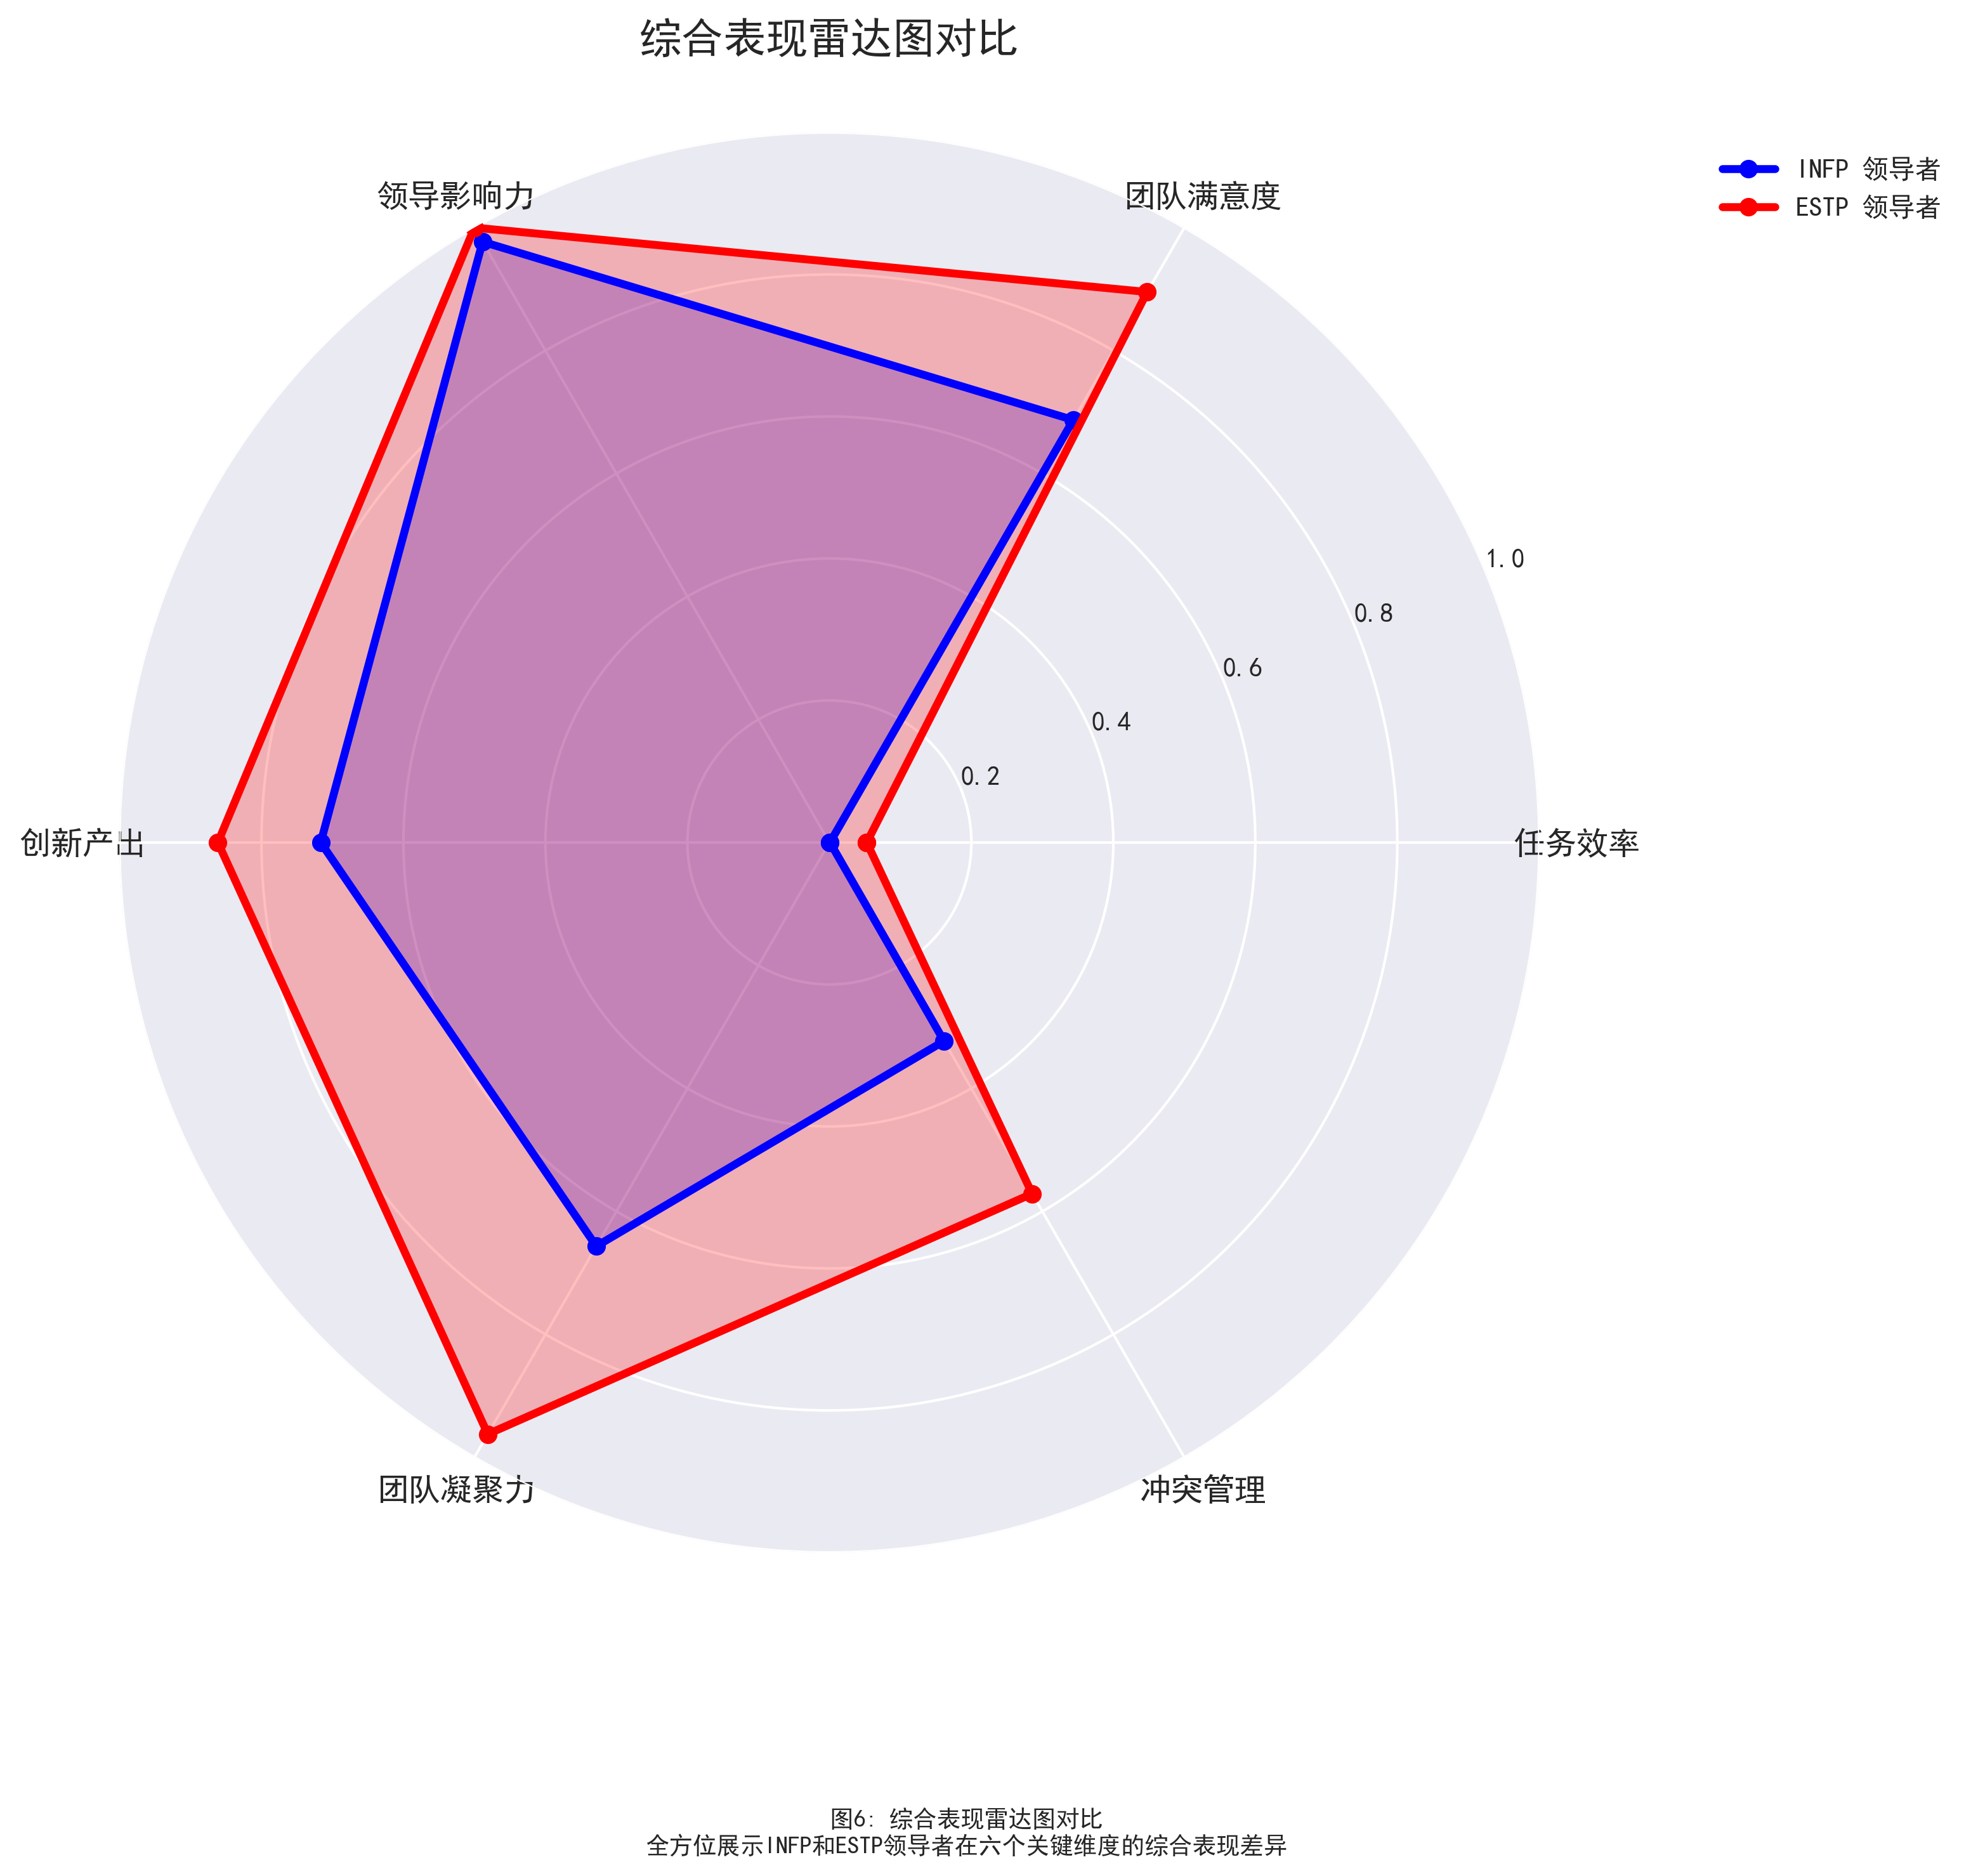 综合表现雷达图对比
INFP 领导者
ESTP 领导者
领导影响力
团队满意度
1.0
0.8
0.6
0.4
0.2
创新产出
任务效率
团队凝聚力
冲突管理
图6: 综合表现雷达图对比
全方位展示INFP和ESTP领导者在六个关键维度的综合表现差异